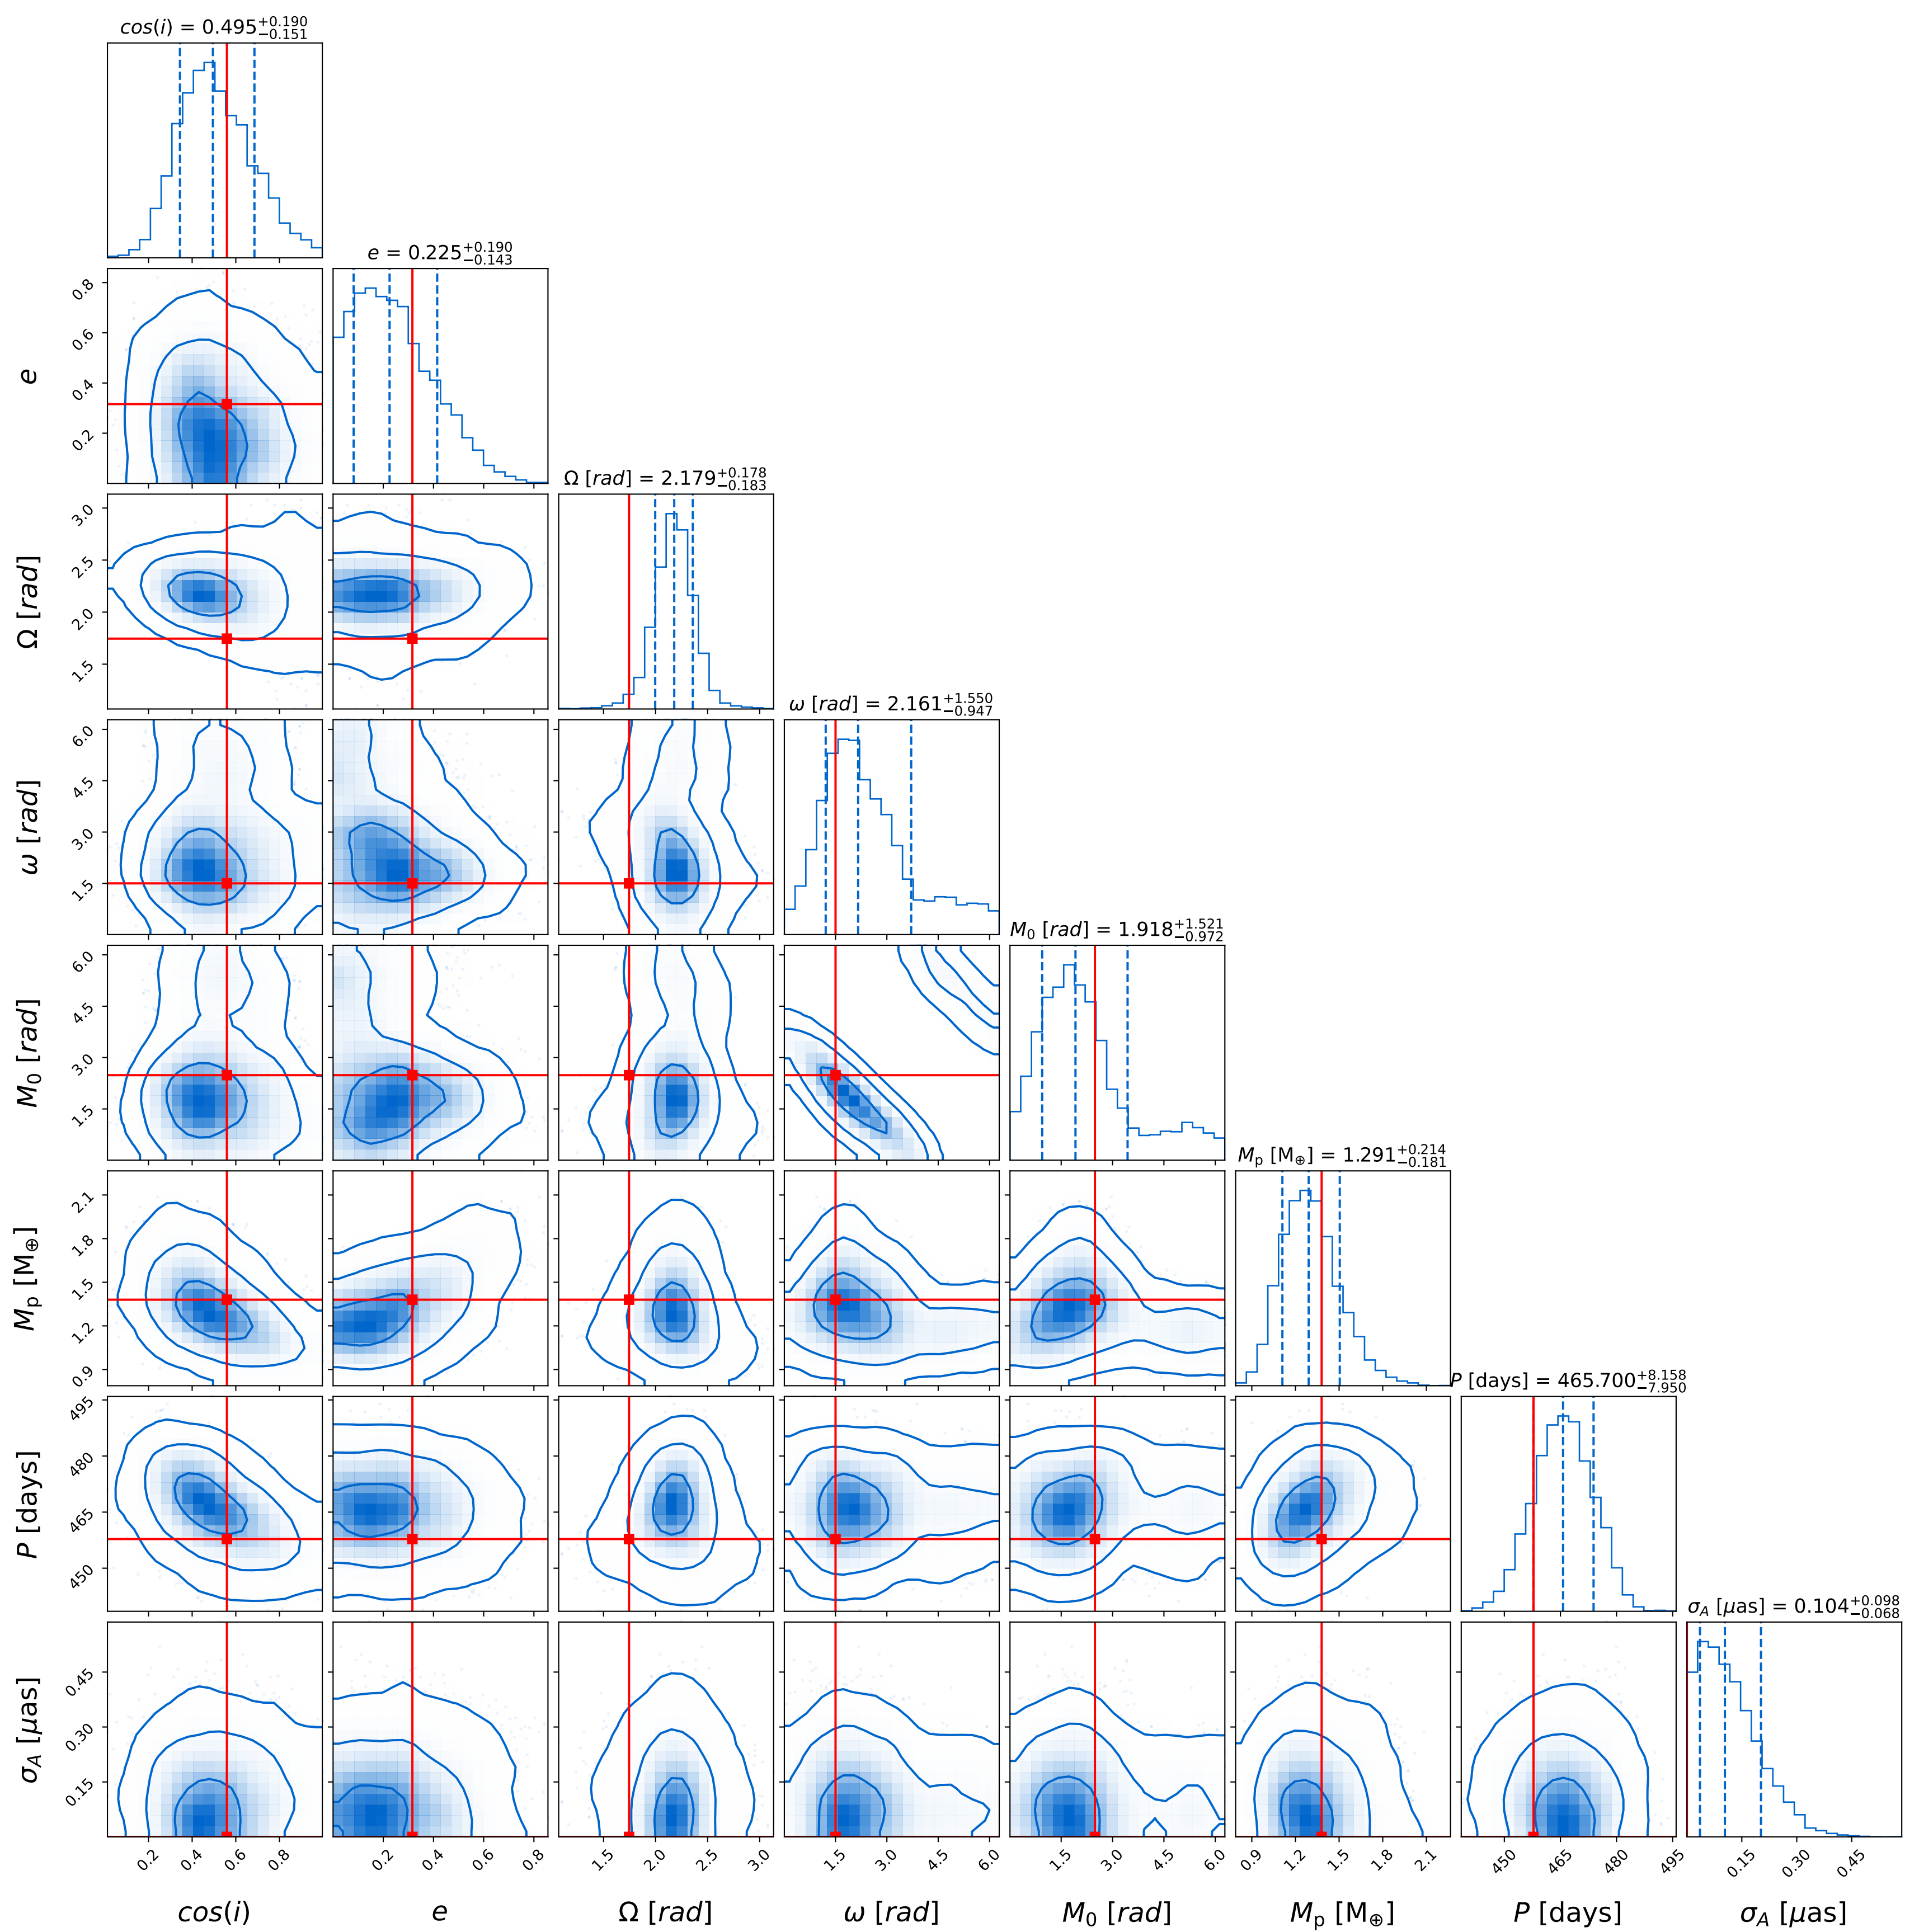 cos(i) = 0.495+0.190−0.151
e = 0.225+0.190−0.143
0.8
0.6
0.4
0.2
e
Ω [rad] = 2.179+0.178−0.183
3.0
2.5
2.0
1.5
Ω [rad]
ω [rad] = 2.161+1.550−0.947
6.0
4.5
3.0
1.5
ω [rad]
M0 [rad] = 1.918+1.521−0.972
6.0
4.5
3.0
1.5
M0 [rad]
Mp [M⊕] = 1.291+0.214−0.181
2.1
1.8
1.5
1.2
0.9
Mp [M⊕]
P [days] = 465.700+8.158−7.950
495
480
465
450
P [days]
σA [μas] = 0.104+0.098−0.068
0.45
0.30
0.15
σA [μas]
0.2 0.4 0.6 0.8 0.2 0.4 0.6 0.8 1.5 2.0 2.5 3.0 1.5 3.0 4.5 6.0 1.5 3.0 4.5 6.0 0.9 1.2 1.5 1.8 2.1 450 465 480 495 0.15 0.30 0.45
cos(i) e Ω [rad] ω [rad] M0 [rad] Mp [M⊕] P [days] σA [μas]